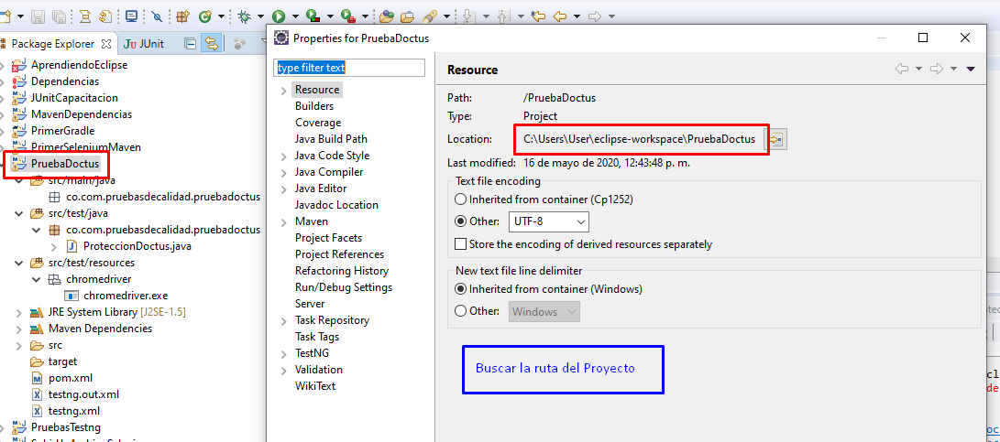 Package Explorer
JUnit
AprendiendoEclipse
Dependencias
JUnitCapacitacion
MavenDependencias
PrimerGradle
PrimerSeleniumMaven
PruebaDoctus
src/main/java
co.com.pruebasdecalidad.pruebadoctus
src/test/java
co.com.pruebasdecalidad.pruebadoctus
ProteccionDoctus.java
src/test/resources
chromedriver
chromedriver.exe
JRE System Library [J2SE-1.5]
Maven Dependencies
src
target
pom.xml
testng.out.xml
testng.xml
PruebasTestng
Properties for PruebaDoctus
type filter text
Resource
Builders
Coverage
Java Build Path
Java Code Style
Java Compiler
Java Editor
Javadoc Location
Maven
Project Facets
Project References
Refactoring History
Run/Debug Settings
Server
Task Repository
Task Tags
TestNG
Validation
WikiText
Resource
Path: /PruebaDoctus
Type: Project
Location: C:\Users\User\eclipse-workspace\PruebaDoctus
Last modified: 16 de mayo de 2020, 12:43:48 p. m.
Text file encoding
Inherited from container (Cp1252)
Other: UTF-8
Store the encoding of derived resources separately
New text file line delimiter
Inherited from container (Windows)
Other: Windows
Buscar la ruta del Proyecto